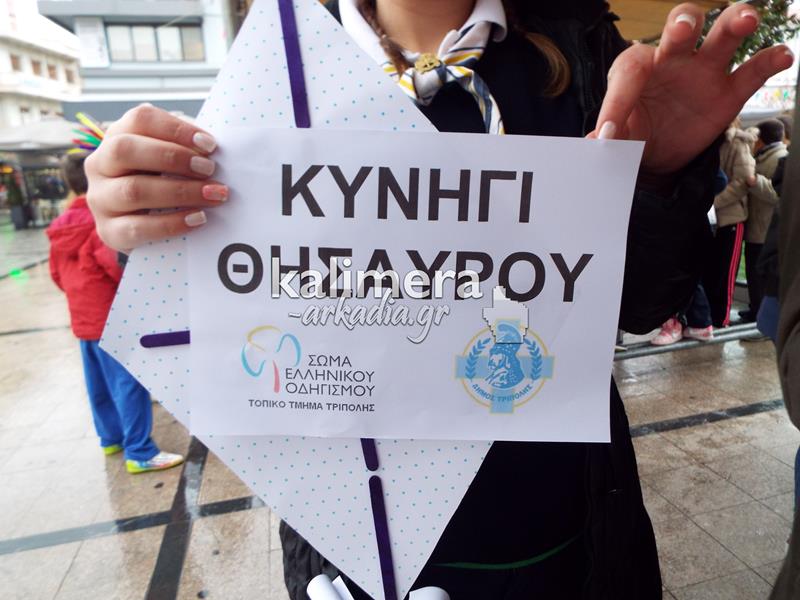 ΚΥΝΗΓΙ
ΘΗΣΑΥΡΟΥ
kalimera
-arkadia.gr
ΣΩΜΑ
ΕΛΛΗΝΙΚΟΥ
ΟΔΗΓΙΣΜΟΥ
ΤΟΠΙΚΟ ΤΜΗΜΑ ΤΡΙΠΟΛΗΣ
ΔΗΜΟΣ ΤΡΙΠΟΛΗΣ